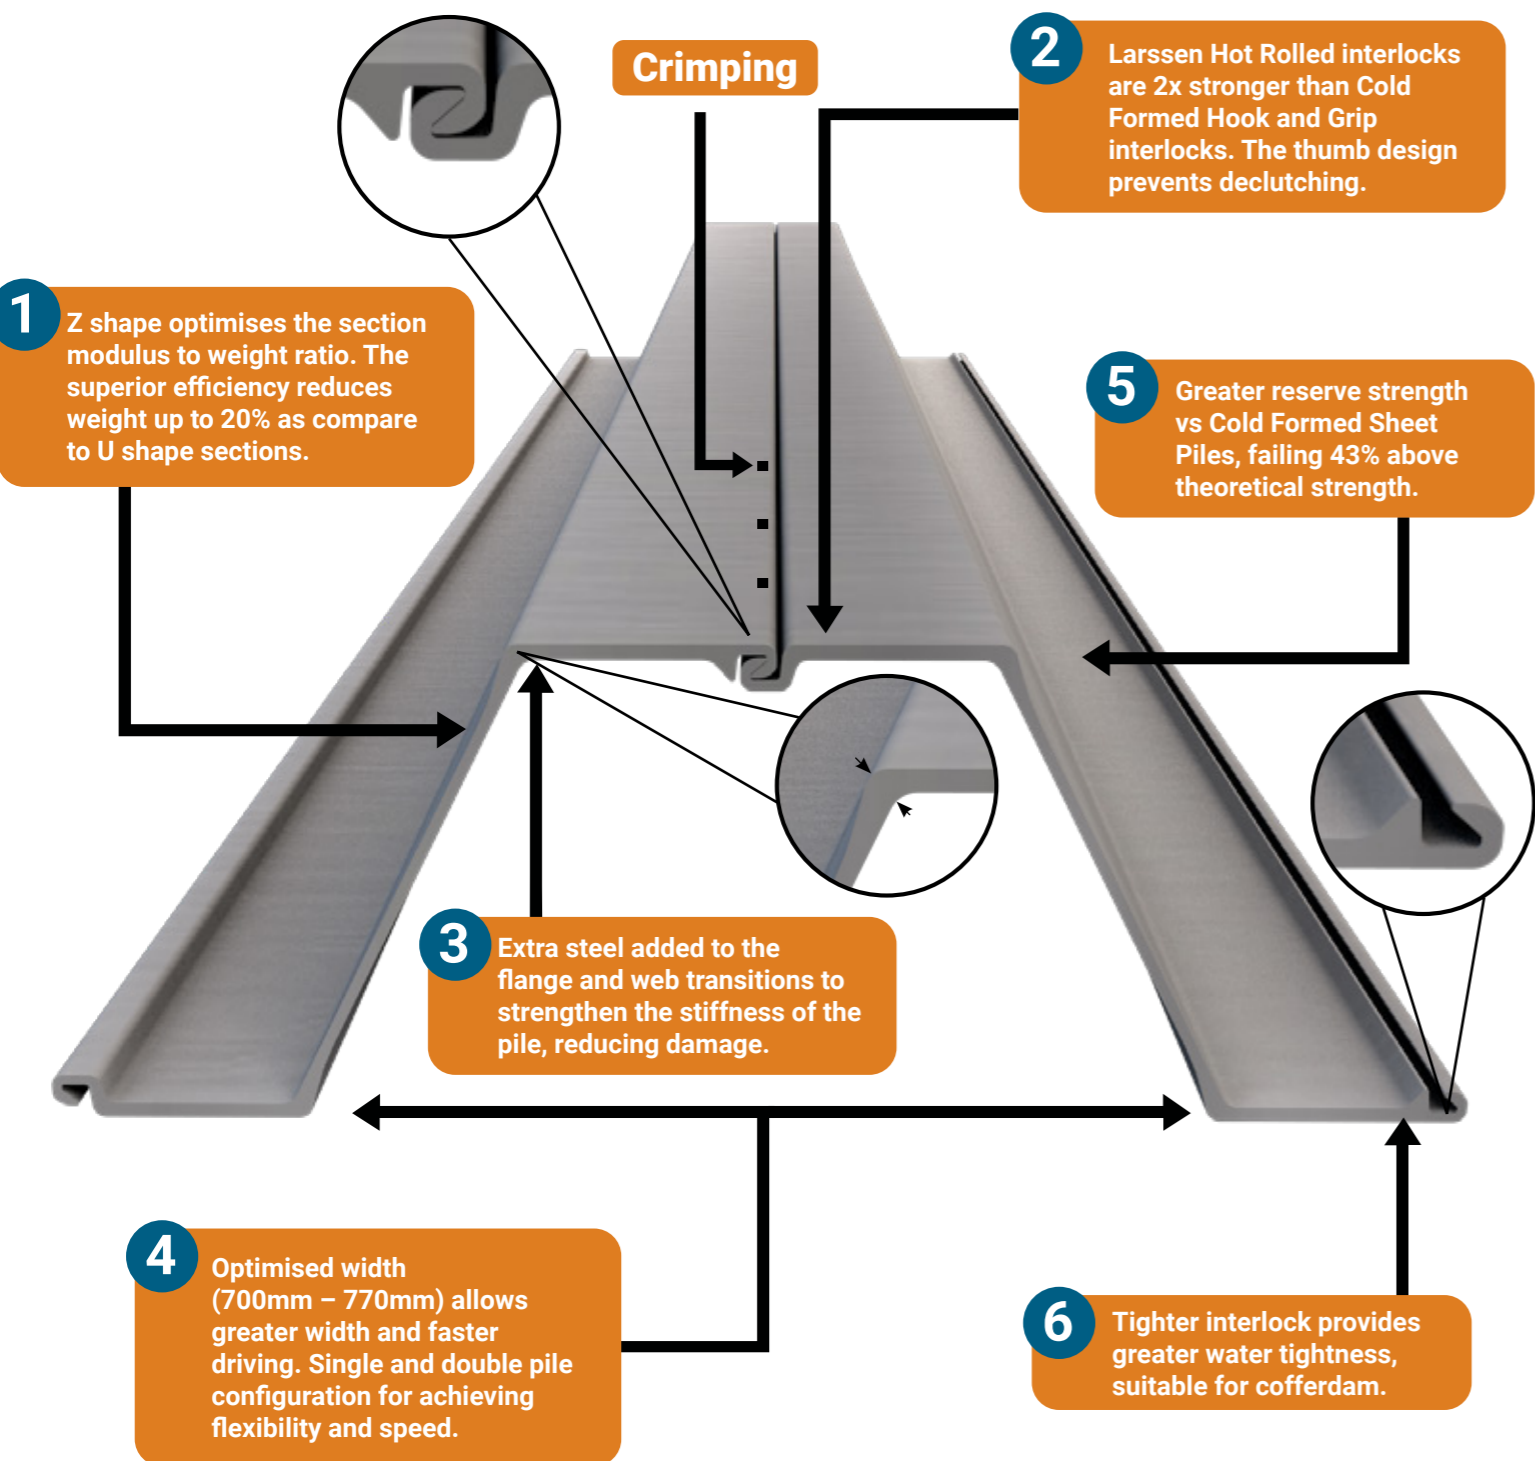 Crimping
1
Z shape optimises the section
modulus to weight ratio. The
superior efficiency reduces
weight up to 20% as compare
to U shape sections.
2
Larssen Hot Rolled interlocks
are 2x stronger than Cold
Formed Hook and Grip
interlocks. The thumb design
prevents declutching.
3
Extra steel added to the
flange and web transitions to
strengthen the stiffness of the
pile, reducing damage.
4
Optimised width
(700mm – 770mm) allows
greater width and faster
driving. Single and double pile
configuration for achieving
flexibility and speed.
5
Greater reserve strength
vs Cold Formed Sheet
Piles, failing 43% above
theoretical strength.
6
Tighter interlock provides
greater water tightness,
suitable for cofferdam.